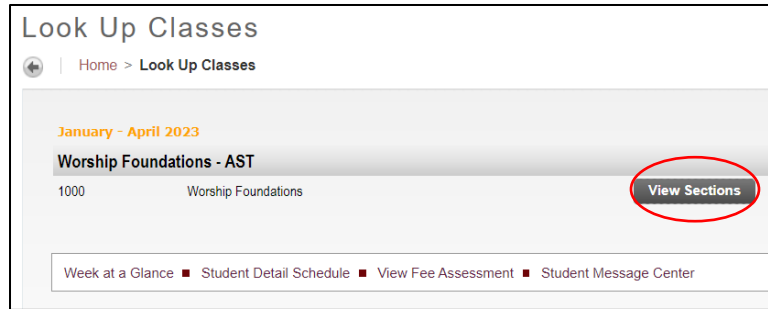 Look Up Classes
Home > Look Up Classes
January - April 2023
Worship Foundations - AST
1000 Worship Foundations View Sections
Week at a Glance ■ Student Detail Schedule ■ View Fee Assessment ■ Student Message Center